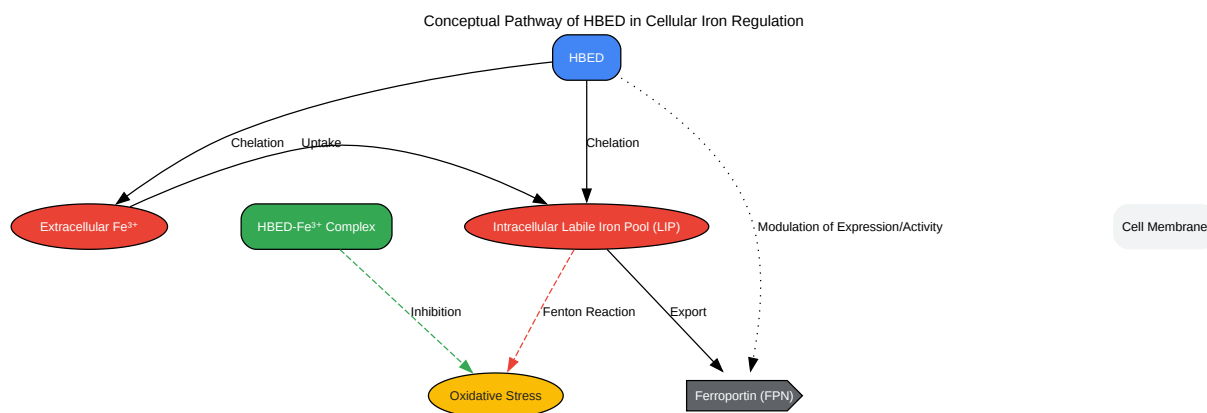 Conceptual Pathway of HBED in Cellular Iron Regulation
HBED
Chelation
Uptake
Chelation
Extracellular Fe³⁺
HBED-Fe³⁺ Complex
Intracellular Labile Iron Pool (LIP)
Modulation of Expression/Activity
Cell Membrane
Inhibition
Fenton Reaction
Export
Oxidative Stress
Ferroportin (FPN)